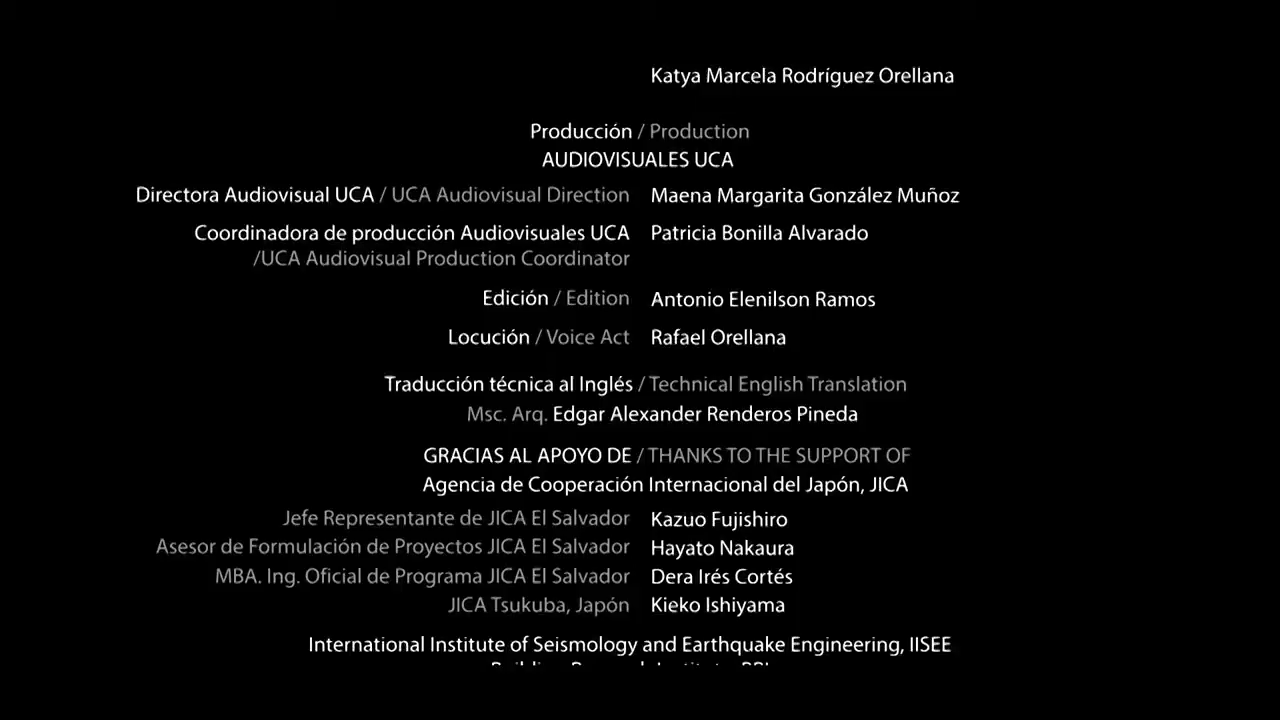 Katya Marcela Rodríguez Orellana
Producción / Production
AUDIOVISUALES UCA
Directora Audiovisual UCA / UCA Audiovisual Direction Maena Margarita González Muñoz
Coordinadora de producción Audiovisuales UCA Patricia Bonilla Alvarado
/UCA Audiovisual Production Coordinator
Edición / Edition Antonio Elenilson Ramos
Locución / Voice Act Rafael Orellana
Traducción técnica al Inglés / Technical English Translation
Msc. Arq. Edgar Alexander Renderos Pineda
GRACIAS AL APOYO DE / THANKS TO THE SUPPORT OF
Agencia de Cooperación Internacional del Japón, JICA
Jefe Representante de JICA El Salvador Kazuo Fujishiro
Asesor de Formulación de Proyectos JICA El Salvador Hayato Nakaura
MBA. Ing. Oficial de Programa JICA El Salvador Dera Irés Cortés
JICA Tsukuba, Japón Kieko Ishiyama
International Institute of Seismology and Earthquake Engineering, IISEE